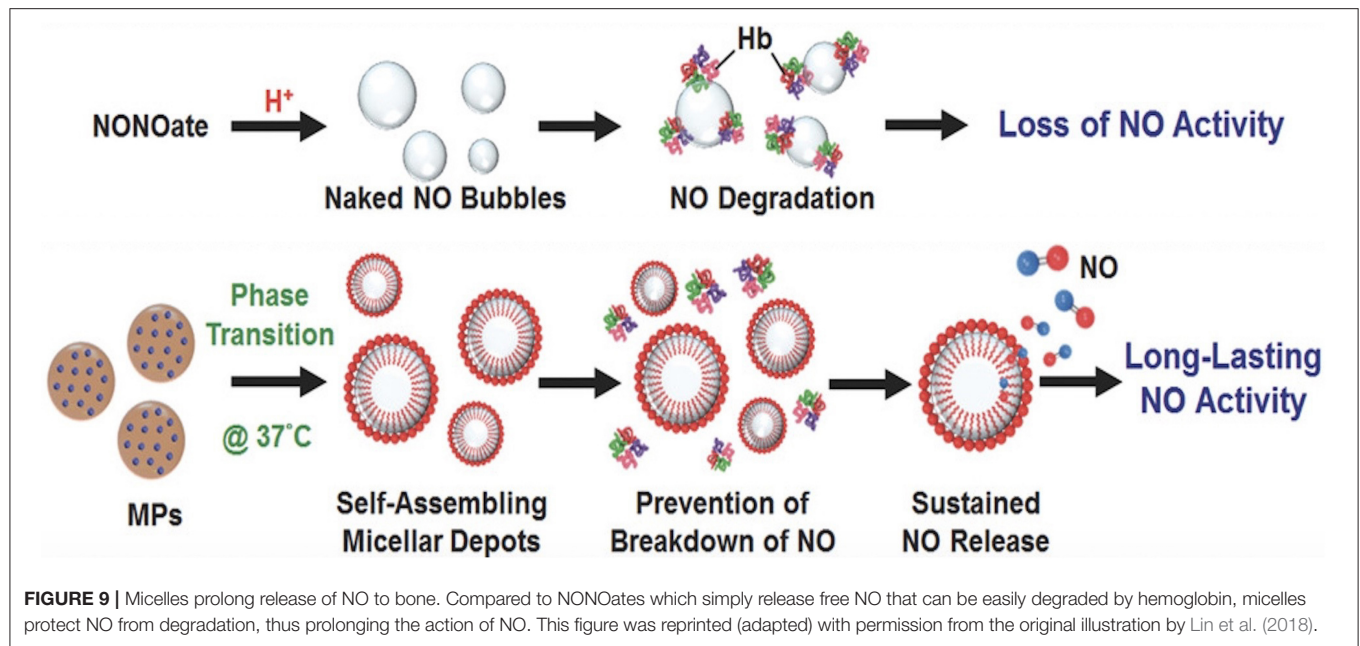 Hb
NONOate
H+
Naked NO Bubbles
NO Degradation
Loss of NO Activity
MPs
Phase
Transition
@ 37°C
Self-Assembling
Micellar Depots
Prevention of
Breakdown of NO
Sustained
NO Release
NO
Long-Lasting
NO Activity
FIGURE 9 | Micelles prolong release of NO to bone. Compared to NONOates which simply release free NO that can be easily degraded by hemoglobin, micelles
protect NO from degradation, thus prolonging the action of NO. This figure was reprinted (adapted) with permission from the original illustration by Lin et al. (2018).